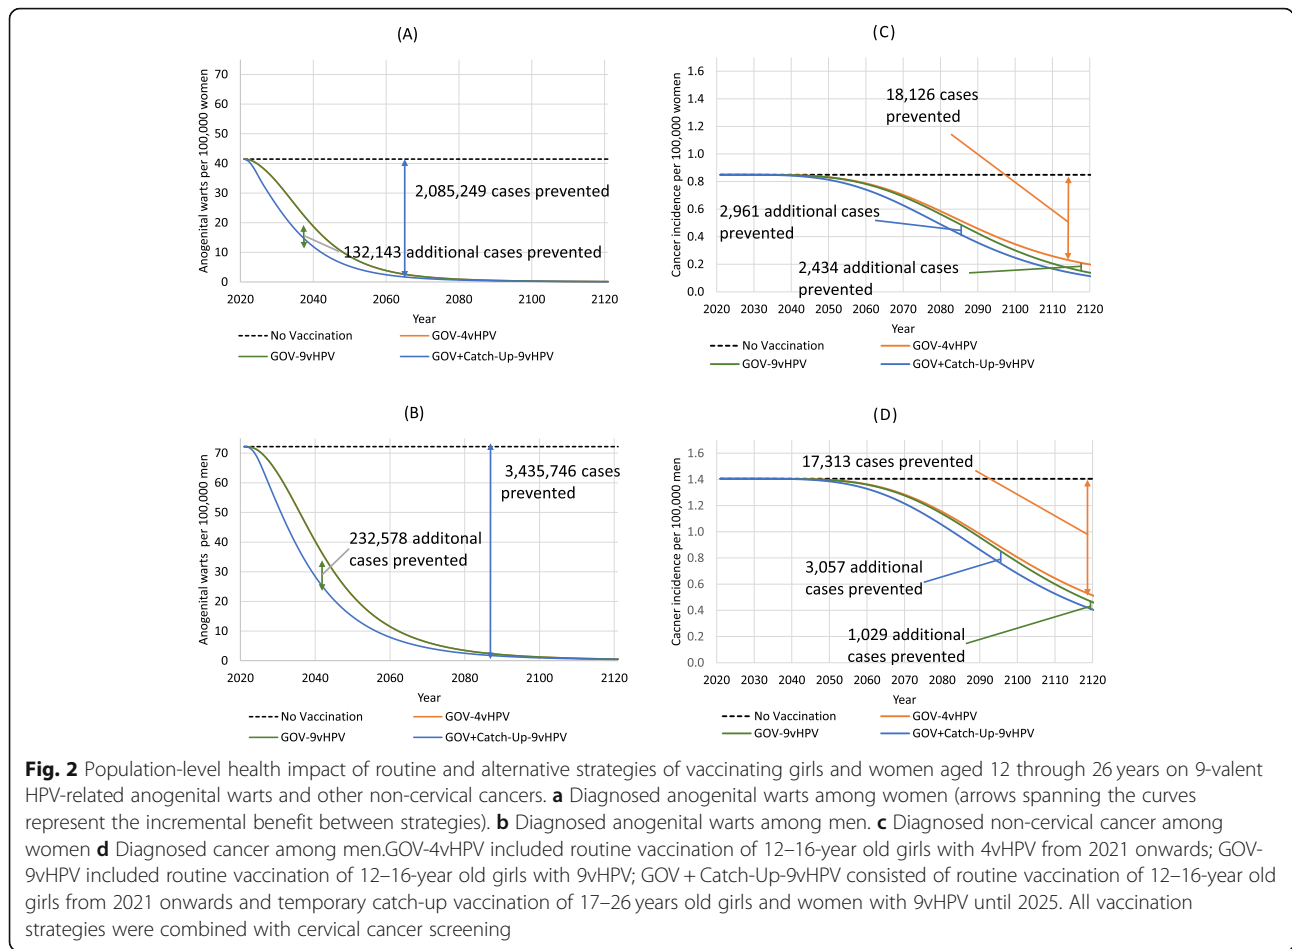 (A)
Anogenital warts per 100,000 women
70
60
50
40
30
20
10
0
2,085,249 cases prevented
132,143 additional cases prevented
2020 2040 2060 2080 2100 2120
Year
No Vaccination GOV-4vHPV
GOV-9vHPV GOV+Catch-Up-9vHPV
(C)
Cancer incidence per 100,000 women
1.6
1.4
1.2
1.0
0.8
0.6
0.4
0.2
0.0
18,126 cases
prevented
2,961 additional cases
prevented
2,434 additional cases
prevented
2020 2030 2040 2050 2060 2070 2080 2090 2100 2110 2120
Year
No Vaccination GOV-4vHPV
GOV-9vHPV GOV+Catch-Up-9vHPV
(B)
Anogenital warts per 100,000 men
70
60
50
40
30
20
10
0
3,435,746 cases
prevented
232,578 additonal
cases prevented
2020 2040 2060 2080 2100 2120
Year
No Vaccination GOV-4vHPV
GOV-9vHPV GOV+Catch-Up-9vHPV
(D)
Cacner incidence per 100,000 men
1.6
1.4
1.2
1.0
0.8
0.6
0.4
0.2
0.0
17,313 cases prevented
3,057 additional
cases prevented
1,029 additional
cases prevented
2020 2030 2040 2050 2060 2070 2080 2090 2100 2110 2120
Year
No Vaccination GOV-4vHPV
GOV-9vHPV GOV+Catch-Up-9vHPV
Fig. 2 Population-level health impact of routine and alternative strategies of vaccinating girls and women aged 12 through 26 years on 9-valent
HPV-related anogenital warts and other non-cervical cancers. a Diagnosed anogenital warts among women (arrows spanning the curves
represent the incremental benefit between strategies). b Diagnosed anogenital warts among men. c Diagnosed non-cervical cancer among
women d Diagnosed cancer among men.GOV-4vHPV included routine vaccination of 12–16-year old girls with 4vHPV from 2021 onwards; GOV-
9vHPV included routine vaccination of 12–16-year old girls with 9vHPV; GOV + Catch-Up-9vHPV consisted of routine vaccination of 12–16-year old
girls from 2021 onwards and temporary catch-up vaccination of 17–26 years old girls and women with 9vHPV until 2025. All vaccination
strategies were combined with cervical cancer screening